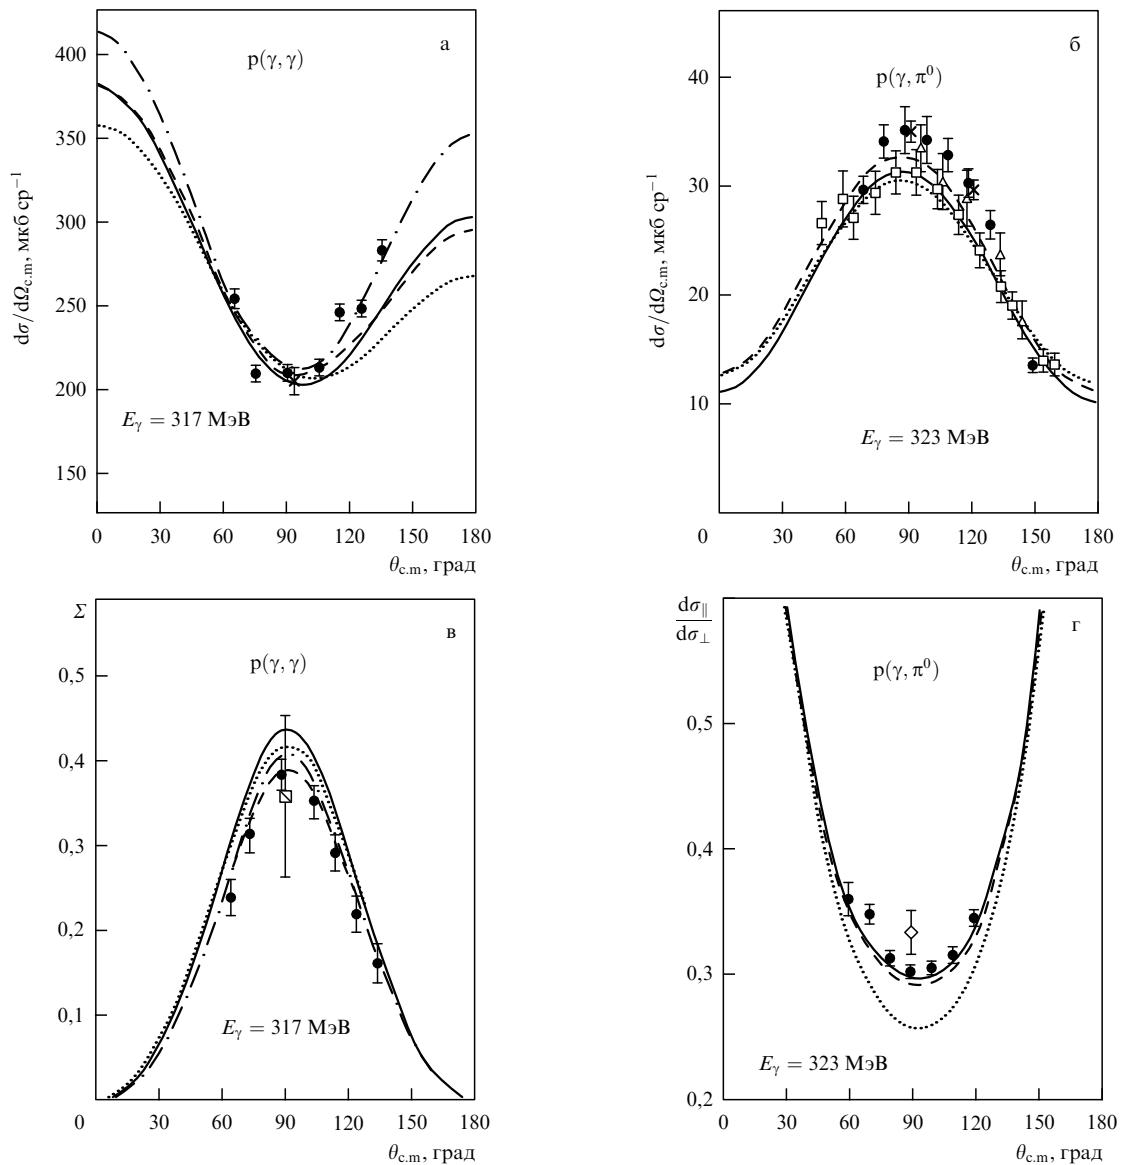 а
p(γ, γ)
400
350
300
250
200
150
dσ/dΩc.m, мкб ср−1
Eγ = 317 МэВ
0 30 60 90 120 150 180
θc.m, град
б
p(γ, π0)
40
30
20
10
dσ/dΩc.m, мкб ср−1
Eγ = 323 МэВ
0 30 60 90 120 150 180
θc.m, град
Σ
в
p(γ, γ)
0,5
0,4
0,3
0,2
0,1
Eγ = 317 МэВ
0 30 60 90 120 150 180
θc.m, град
dσ∥
dσ⊥
г
p(γ, π0)
0,5
0,4
0,3
0,2
Eγ = 323 МэВ
0 30 60 90 120 150 180
θc.m, град